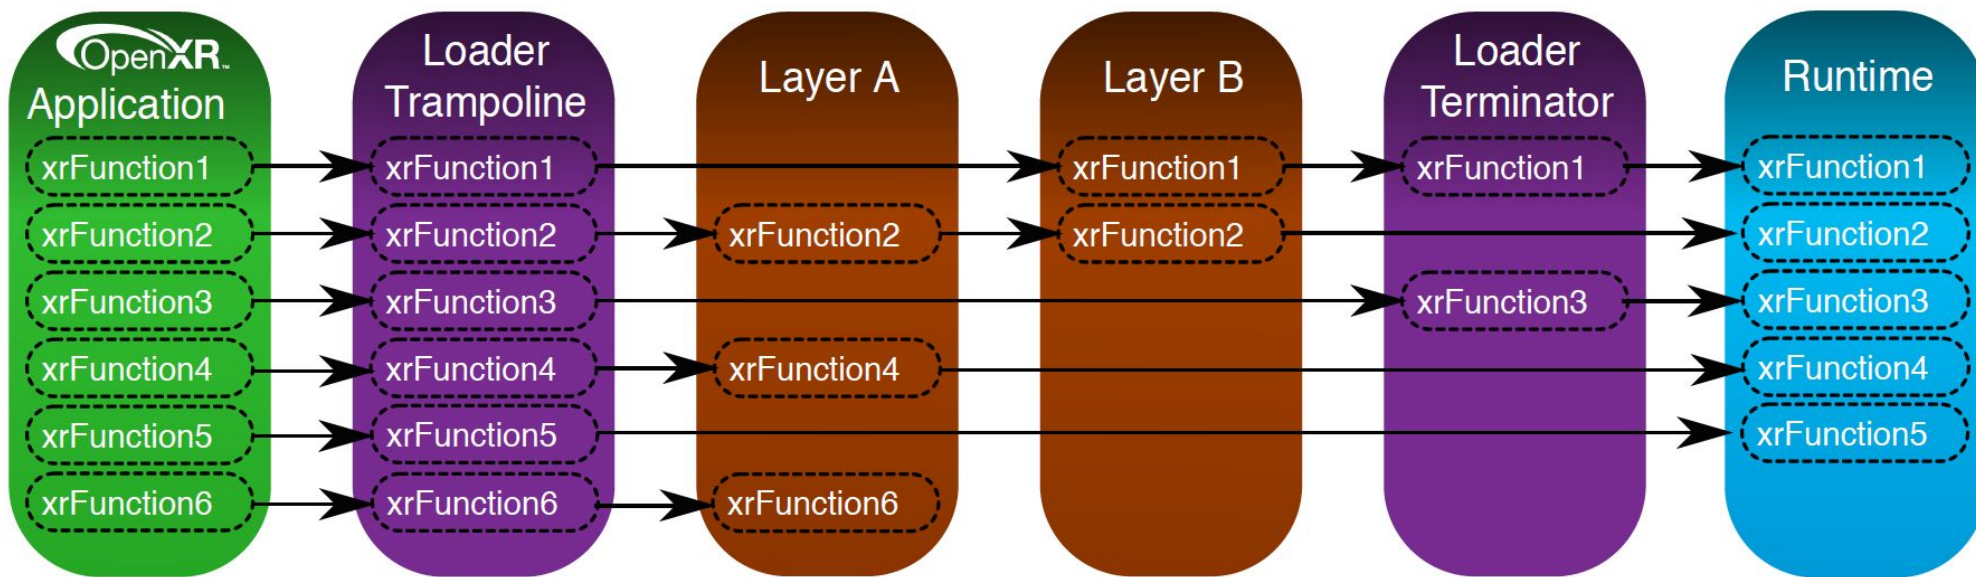 OpenXR™
Application
xrFunction1
xrFunction2
xrFunction3
xrFunction4
xrFunction5
xrFunction6
Loader
Trampoline
xrFunction1
xrFunction2
xrFunction3
xrFunction4
xrFunction5
xrFunction6
Layer A
xrFunction2
xrFunction4
xrFunction6
Layer B
xrFunction1
xrFunction2
Loader
Terminator
xrFunction1
xrFunction3
Runtime
xrFunction1
xrFunction2
xrFunction3
xrFunction4
xrFunction5